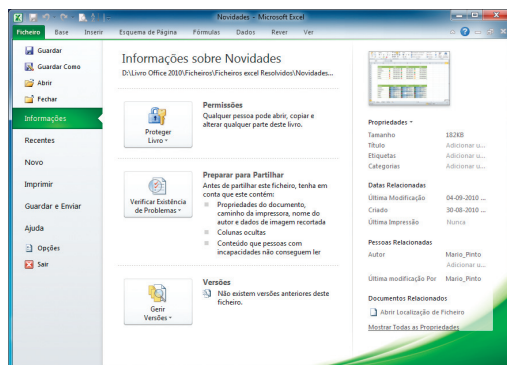 Novidades - Microsoft Excel
Ficheiro Base Inserir Esquema de Página Fórmulas Dados Rever Ver
Guardar
Guardar Como
Abrir
Fechar
Informações
Recentes
Novo
Imprimir
Guardar e Enviar
Ajuda
Opções
Sair
Informações sobre Novidades
D:\Livro Office 2010\Ficheiros\Ficheiros excel Resolvidos\Novidades...
Proteger
Livro
Permissões
Qualquer pessoa pode abrir, copiar e
alterar qualquer parte deste livro.
Verificar Existência
de Problemas
Preparar para Partilhar
Antes de partilhar este ficheiro, tenha em
conta que este contém:
Propriedades do documento,
caminho da impressora, nome do
autor e dados de imagem recortada
Colunas ocultas
Conteúdo que pessoas com
incapacidades não conseguem ler
Gerir
Versões
Versões
Não existem versões anteriores deste
ficheiro.
Propriedades
Tamanho 182KB
Título Adicionar u...
Etiquetas Adicionar u...
Categorias Adicionar u...
Datas Relacionadas
Última Modificação 04-09-2010 ...
Criado 30-08-2010 ...
Última Impressão Nunca
Pessoas Relacionadas
Autor Mario_Pinto
Adicionar u...
Última modificação Por Mario_Pinto
Documentos Relacionados
Abrir Localização de Ficheiro
Mostrar Todas as Propriedades